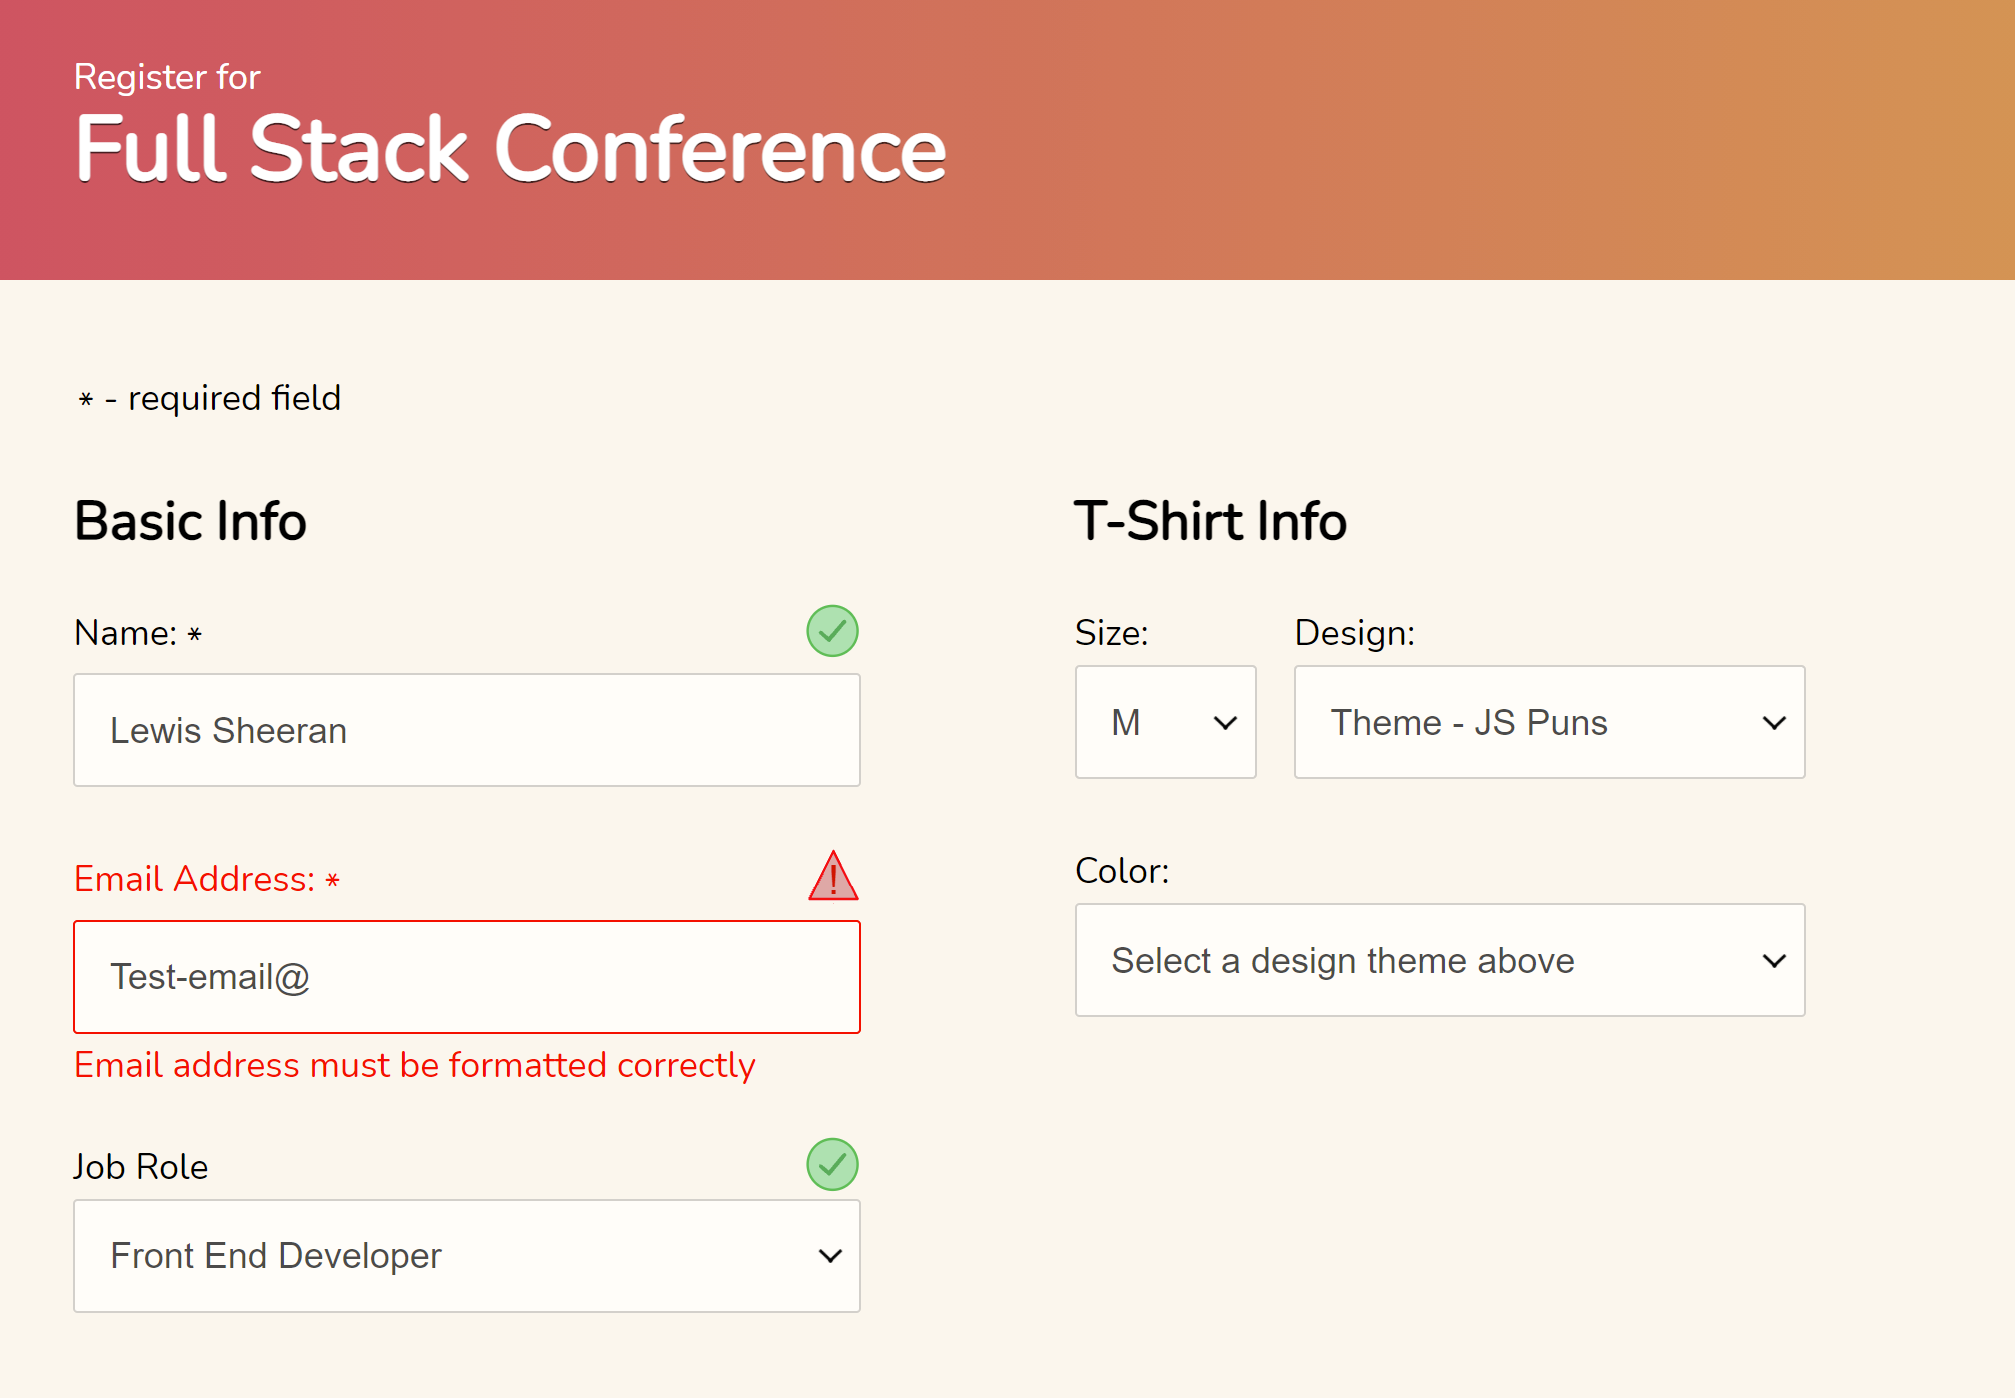 Register for
Full Stack Conference
* - required field
Basic Info
Name: *
Lewis Sheeran
Email Address: *
!
Test-email@
Email address must be formatted correctly
Job Role
Front End Developer
T-Shirt Info
Size:
M
Design:
Theme - JS Puns
Color:
Select a design theme above